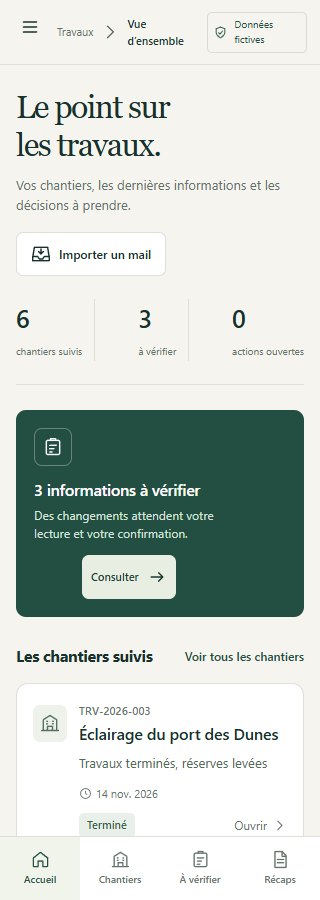 Travaux
Vue
d'ensemble
Données
fictives
Le point sur
les travaux.
Vos chantiers, les dernières informations et les
décisions à prendre.
Importer un mail
6
3
0
chantiers suivis
à vérifier
actions ouvertes
3 informations à vérifier
Des changements attendent votre
lecture et votre confirmation.
Consulter
Les chantiers suivis
Voir tous les chantiers
TRV-2026-003
Éclairage du port des Dunes
Travaux terminés, réserves levées
14 nov. 2026
Terminé
Ouvrir
Accueil
Chantiers
À vérifier
Récaps